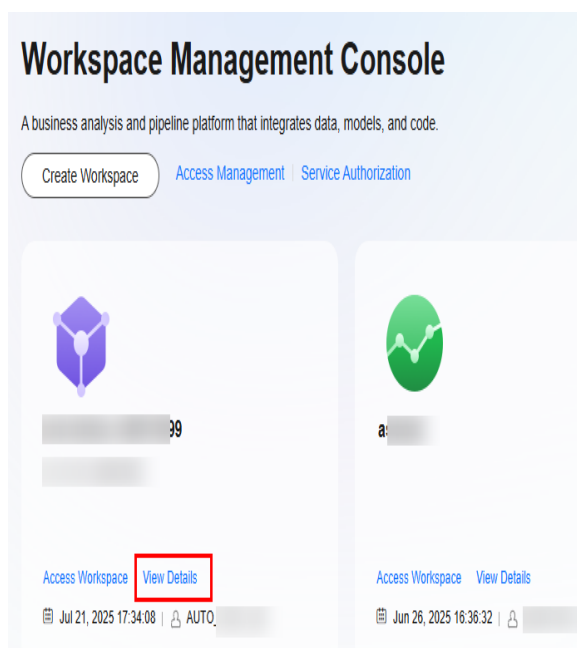 Workspace Management Console
A business analysis and pipeline platform that integrates data, models, and code.
Create Workspace Access Management | Service Authorization
99
Access Workspace View Details
Jul 21, 2025 17:34:08 | AUTO_
Access Workspace View Details
Jun 26, 2025 16:36:32 |